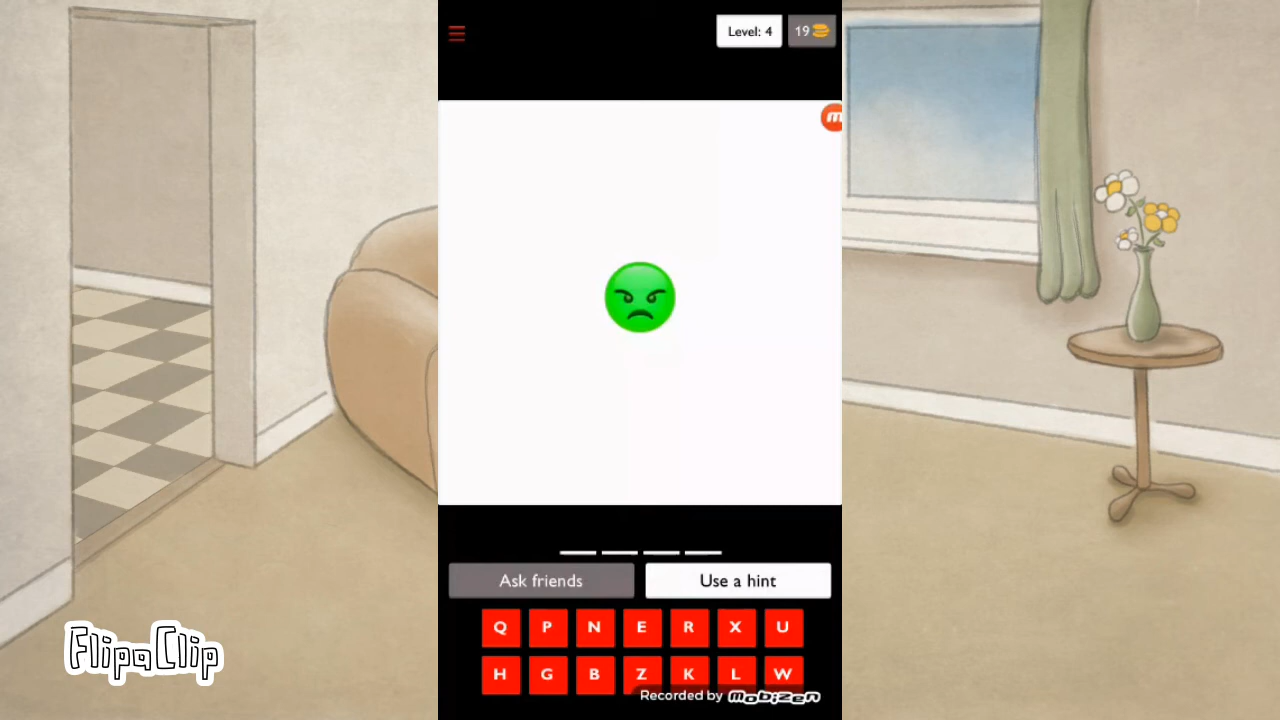 Level: 4
19
m
Ask friends
Use a hint
Q P N E R X U
H G B Z K L W
Recorded by mobizen
FlipaClip